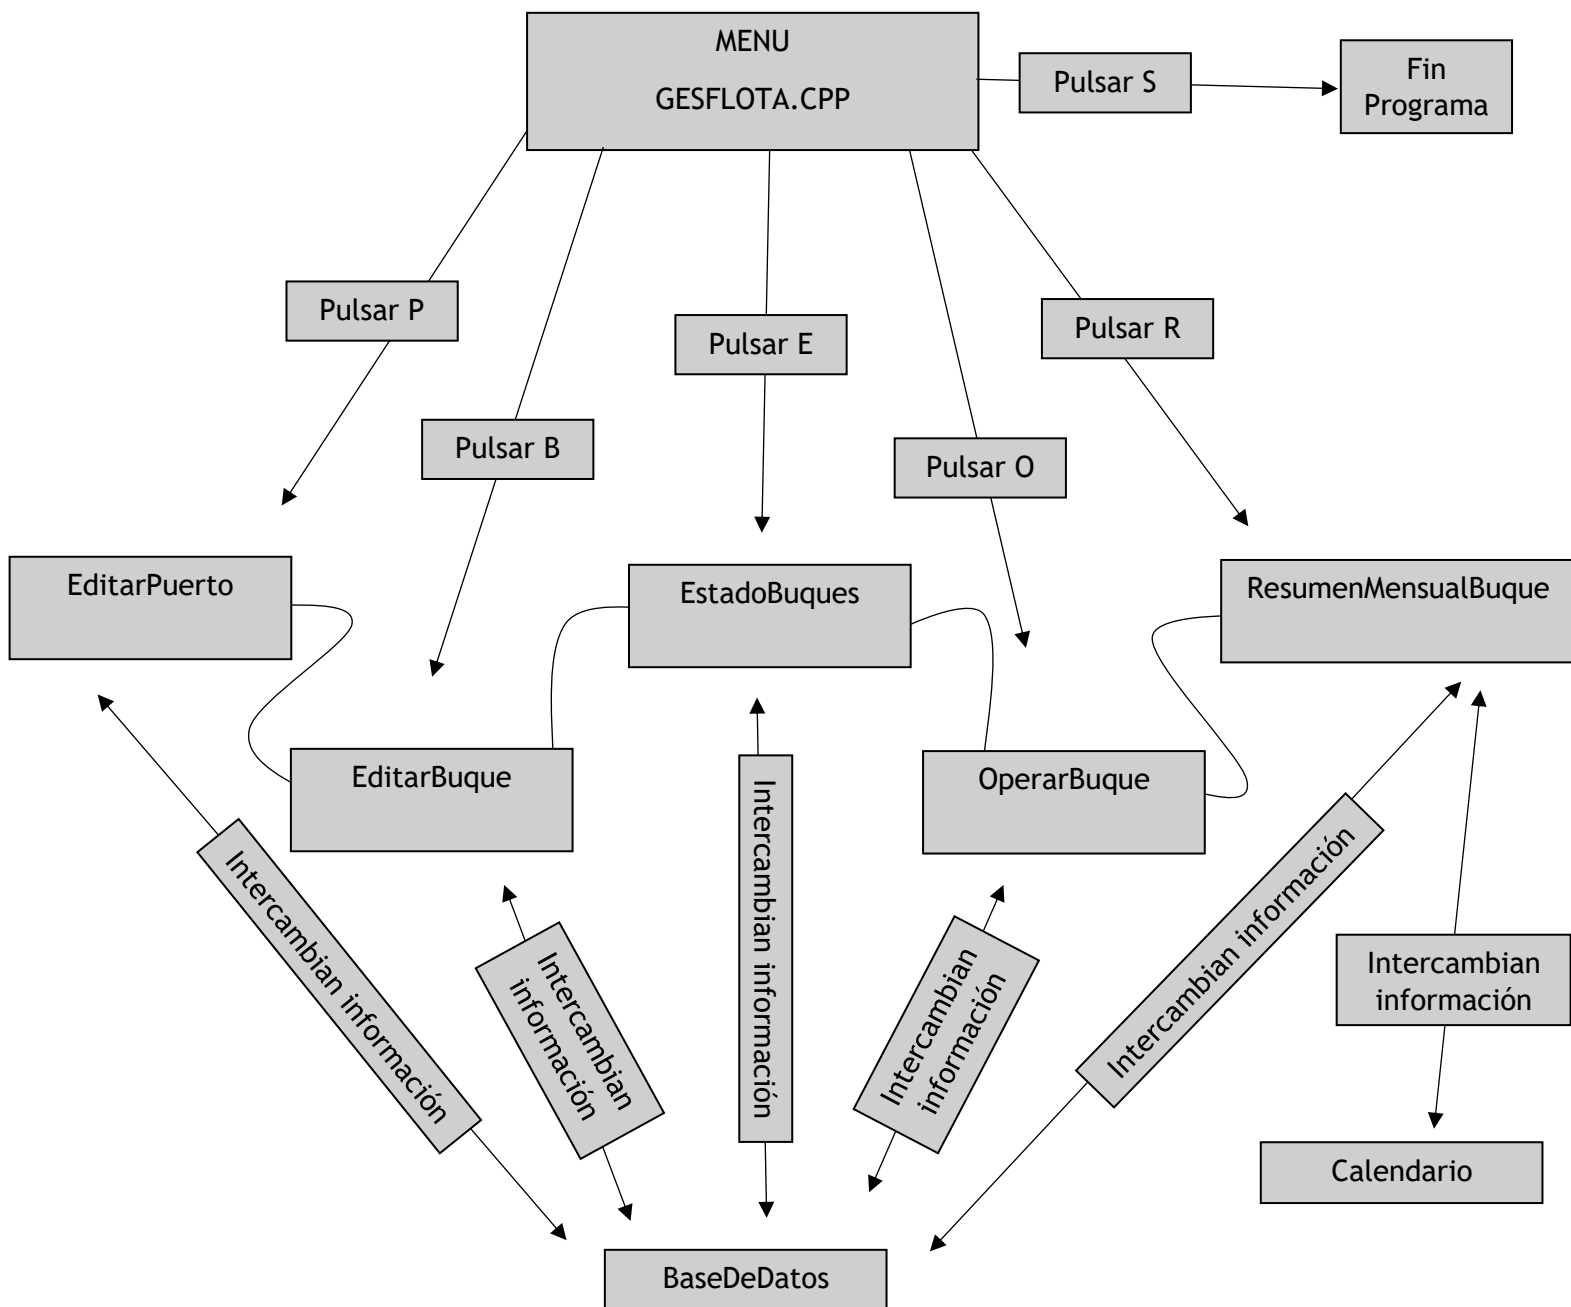 MENU
GESFLOTA.CPP
Pulsar S
Fin
Programa
Pulsar P
Pulsar B
Pulsar E
Pulsar O
Pulsar R
EditarPuerto
EstadoBuques
ResumenMensualBuque
EditarBuque
OperarBuque
Intercambian información
Intercambian
información
Intercambian información
Intercambian
información
Intercambian información
Intercambian
información
Calendario
BaseDeDatos